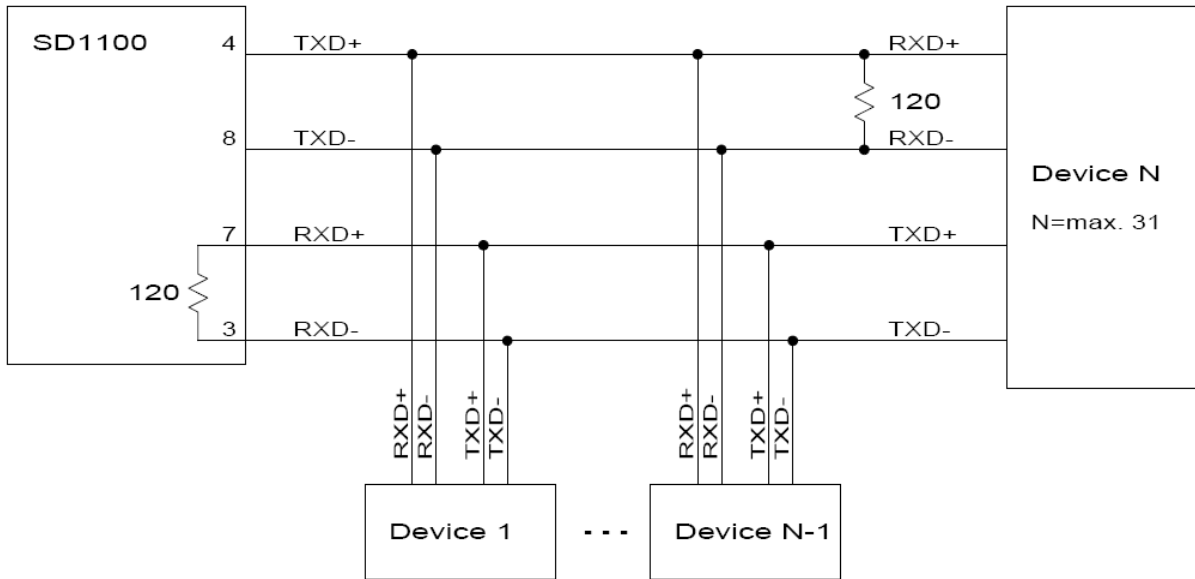 SD1100
4
TXD+
RXD+
120
8
TXD-
RXD-
Device N
N=max. 31
7
RXD+
TXD+
120
3
RXD-
TXD-
RXD+
RXD-
TXD+
TXD-
RXD+
RXD-
TXD+
TXD-
Device 1
- - -
Device N-1